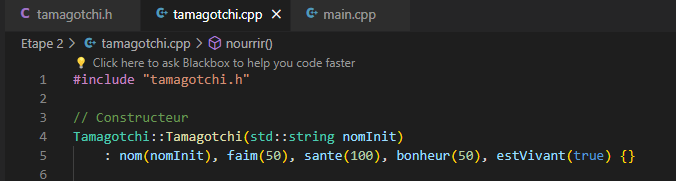 C tamagotchi.h tamagotchi.cpp × main.cpp
Etape 2 > tamagotchi.cpp > nourrir()
Click here to ask Blackbox to help you code faster
1 #include "tamagotchi.h"
2
3 // Constructeur
4 Tamagotchi::Tamagotchi(std::string nomInit)
5 : nom(nomInit), faim(50), sante(100), bonheur(50), estVivant(true) {}
6